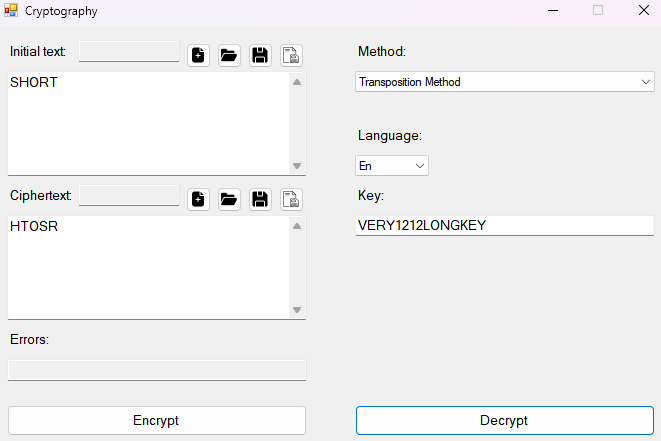 Cryptography
Initial text:
SHORT
Ciphertext:
HTOSR
Errors:
Encrypt
Method:
Transposition Method
Language:
En
Key:
VERY1212LONGKEY
Decrypt